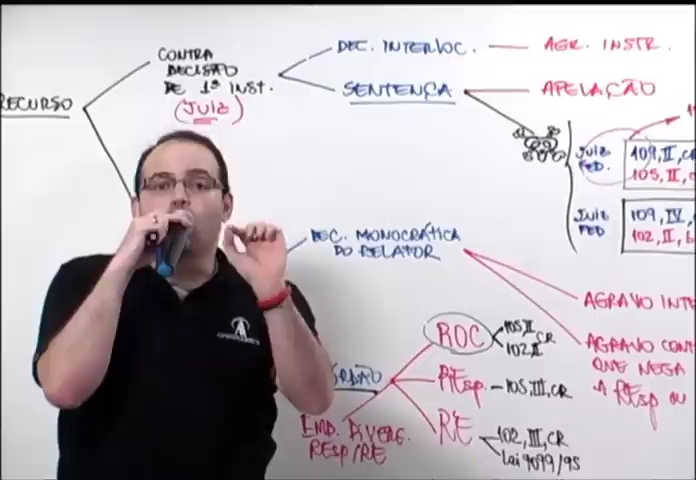 RECURSO
CONTRA
DECISÃO
DE 1ª INST.
(JUIZ)
DEC. INTERLOC. — AGR. INSTR.
SENTENÇA — APELAÇÃO
JUIZ
FED.
109, II, CR
105, II, c
JUIZ
FED
109, IV,
102, II, b
DEC. MONOCRÁTICA
DO RELATOR
AGRAVO INTE
AGRAVO CONT
QUE NEGA
A RESP OU
ÓRDÃO
ROC
105, II
102, II
CR
RESp. — 105, III, CR
RE
102, III, CR
Lei 9099/95
EMB. DIVERG.
RESP/RE